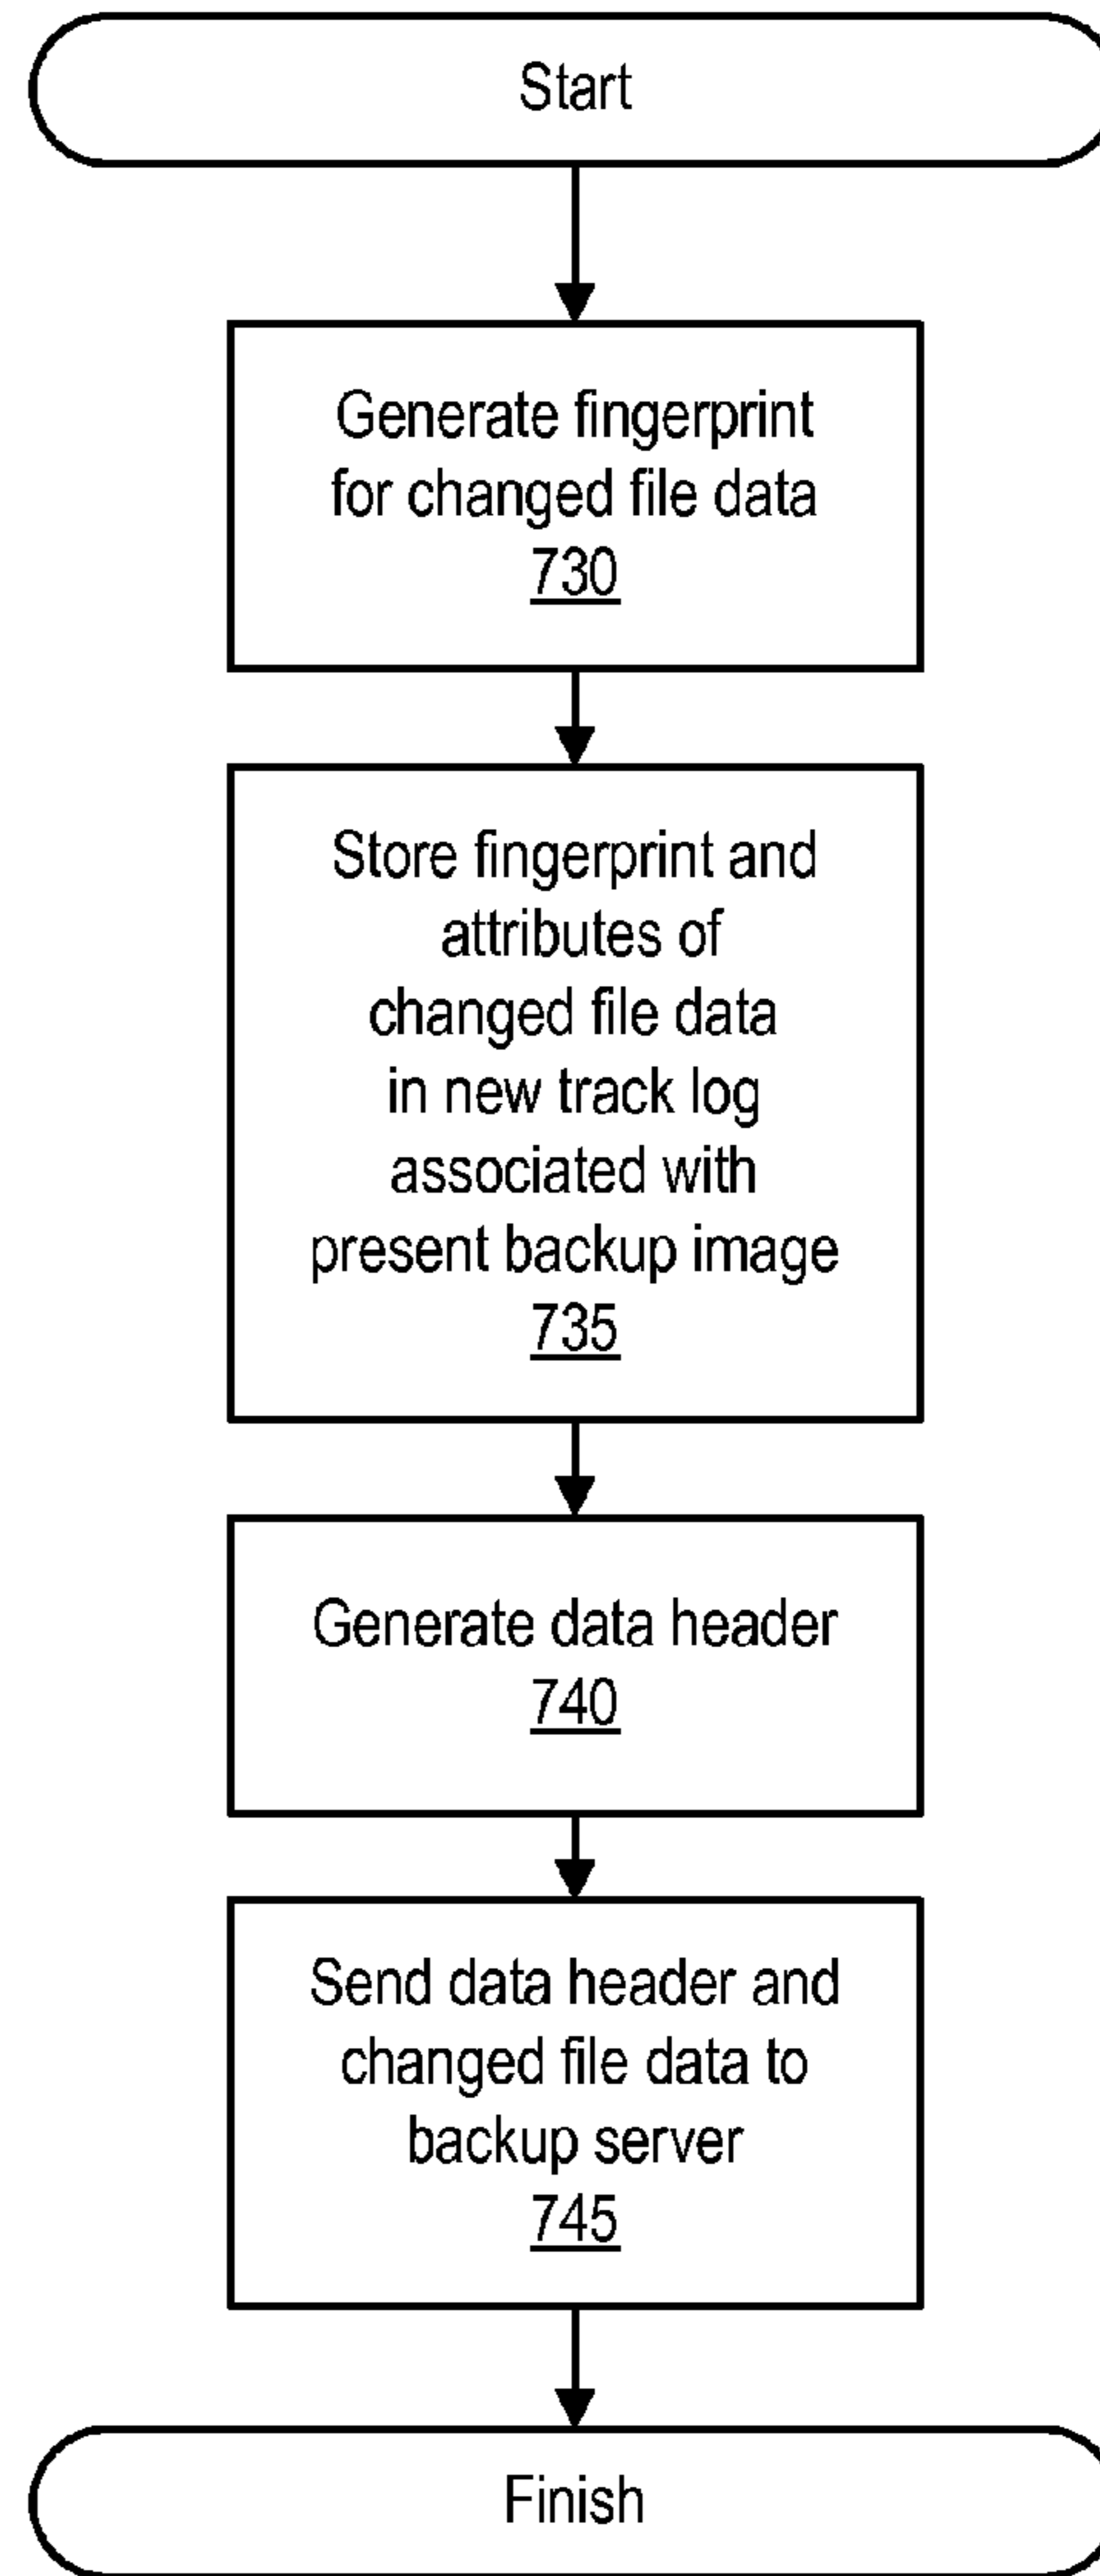 Start
Generate fingerprint
for changed file data
730
Store fingerprint and
attributes of
changed file data
in new track log
associated with
present backup image
735
Generate data header
740
Send data header and
changed file data to
backup server
745
Finish